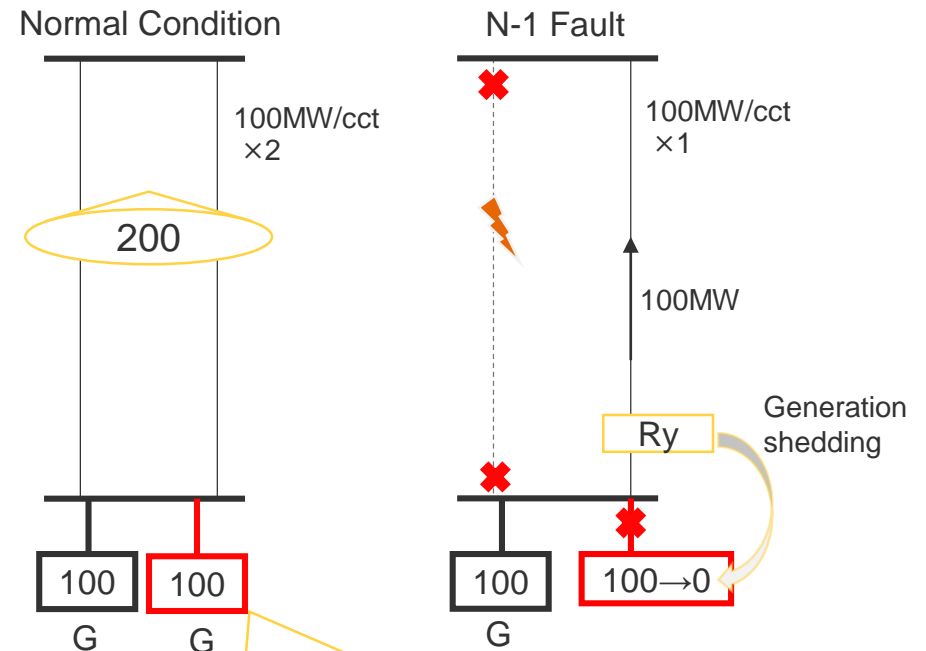 Normal Condition
100MW/cct
×2
200
100
100
G
G
N-1 Fault
100MW/cct
×1
100MW
Ry
Generation
shedding
100
100→0
G